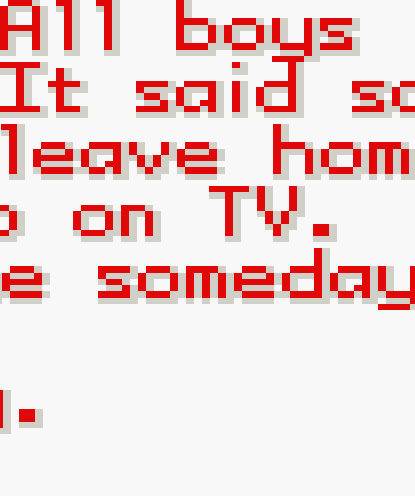 All boys
It said so
leave hom
o on TV.
e someday
.